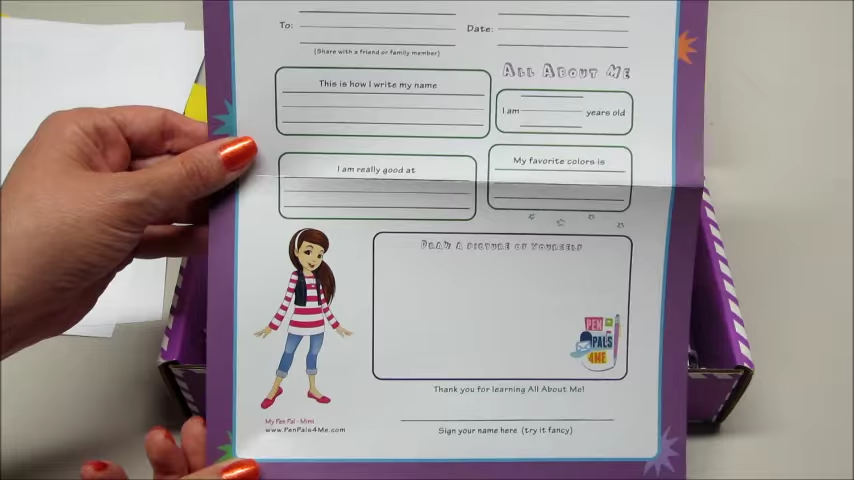 To:
Date:
(Share with a friend or family member)
All About Me
This is how I write my name
I am years old
I am really good at
My favorite colors is
Draw a picture of yourself
PEN
PALS
4ME
Thank you for learning All About Me!
My Pen Pal - Mimi
www.PenPals4Me.com
Sign your name here (try it fancy)